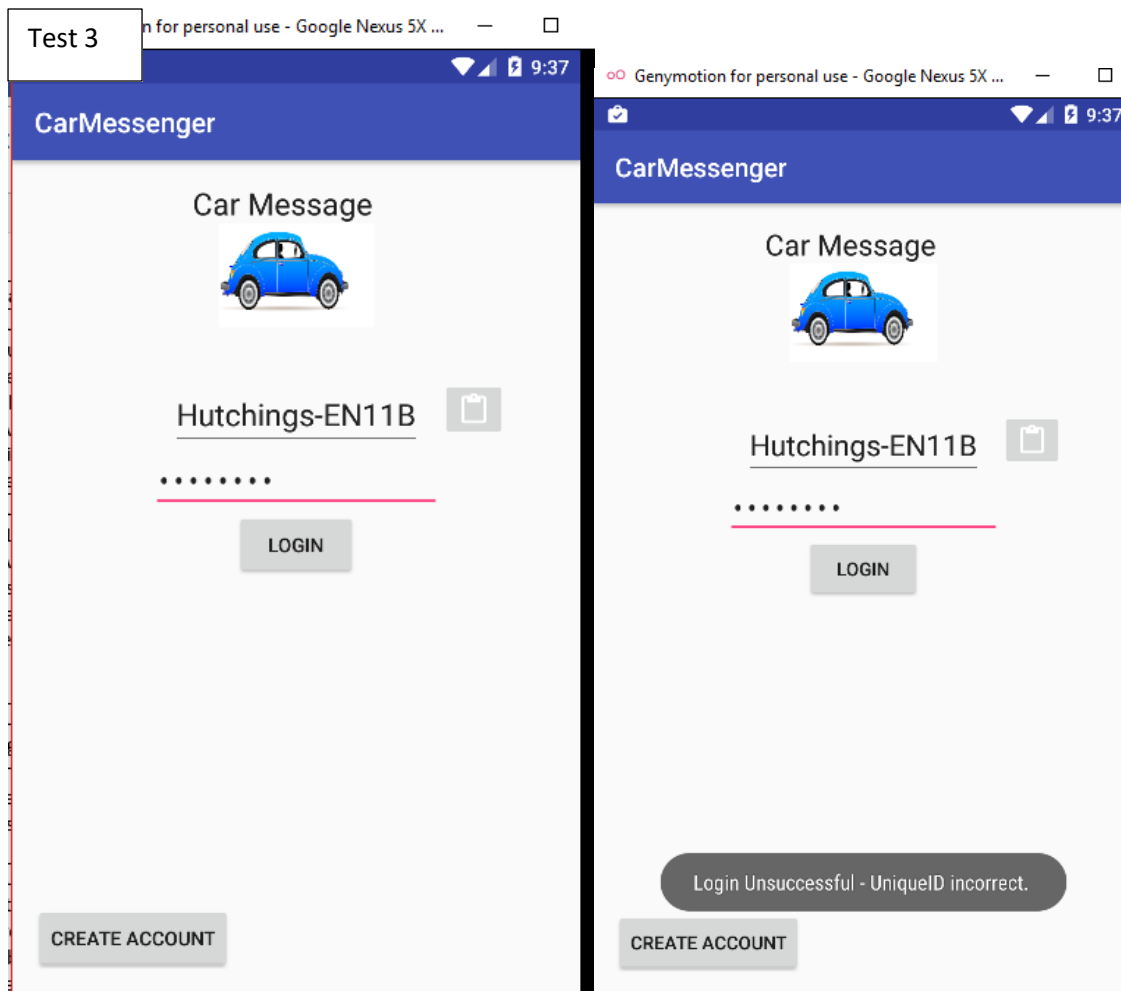 Test 3
n for personal use - Google Nexus 5X ...
9:37
CarMessenger
Car Message
Hutchings-EN11B
••••••••
LOGIN
CREATE ACCOUNT
Genymotion for personal use - Google Nexus 5X ...
9:37
CarMessenger
Car Message
Hutchings-EN11B
••••••••
LOGIN
Login Unsuccessful - UniqueID incorrect.
CREATE ACCOUNT